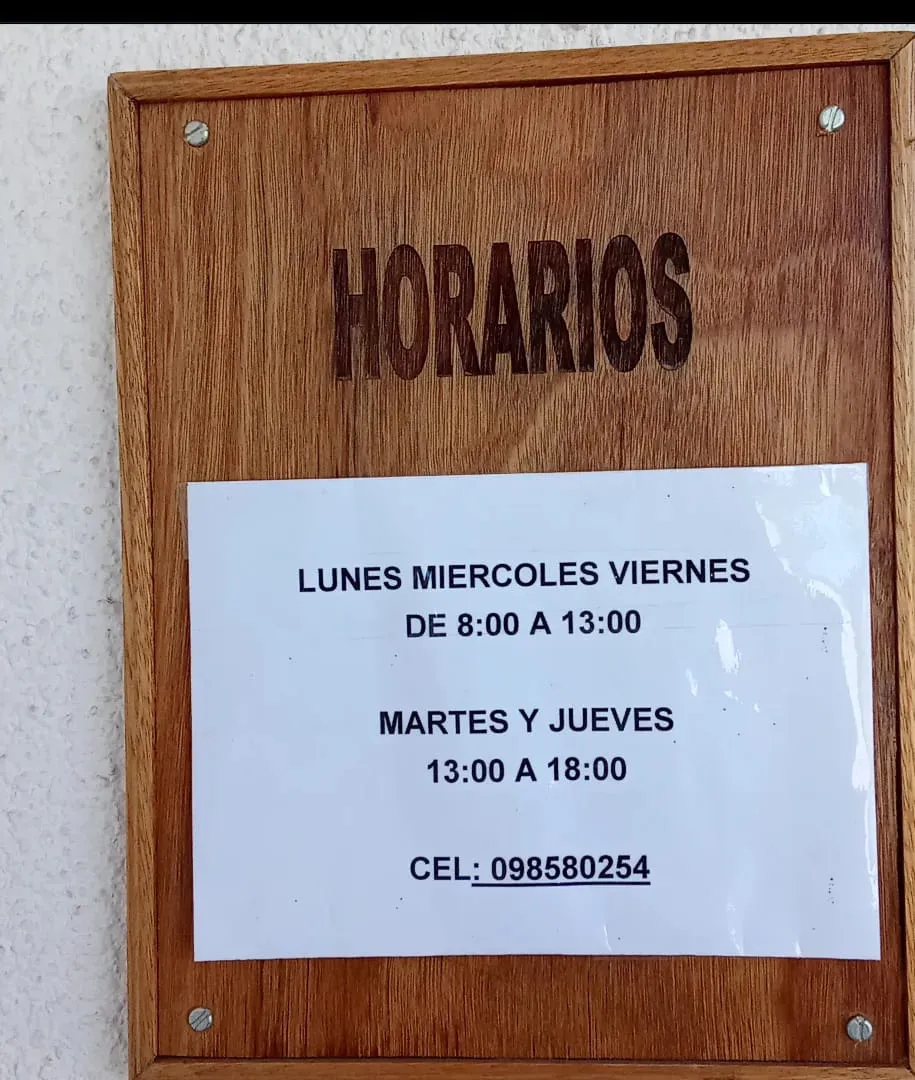 HORARIOS
LUNES MIERCOLES VIERNES
DE 8:00 A 13:00
MARTES Y JUEVES
13:00 A 18:00
CEL: 098580254